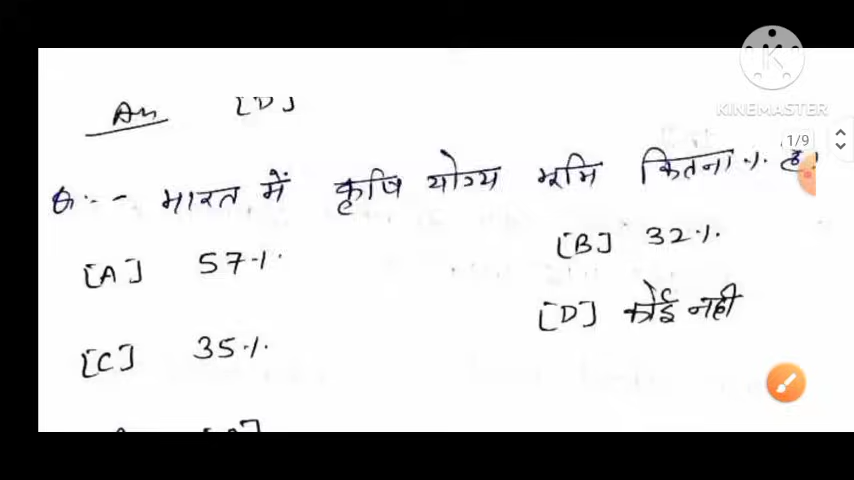 Ans [D]
KINEMASTER
1/9
Q:-- भारत में कृषि योग्य भूमि कितना % है।
[A] 57%.
[B] 32%.
[C] 35%.
[D] कोई नही